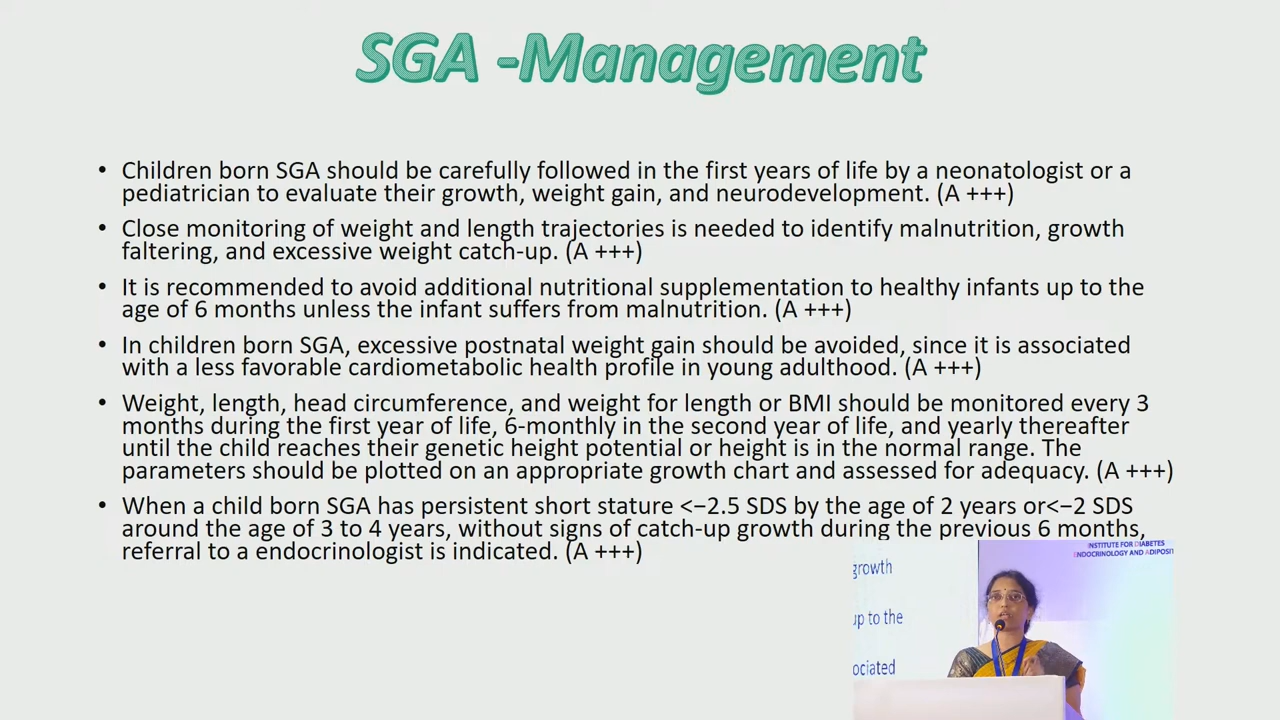 SGA -Management
• Children born SGA should be carefully followed in the first years of life by a neonatologist or a
pediatrician to evaluate their growth, weight gain, and neurodevelopment. (A +++)
• Close monitoring of weight and length trajectories is needed to identify malnutrition, growth
faltering, and excessive weight catch-up. (A +++)
• It is recommended to avoid additional nutritional supplementation to healthy infants up to the
age of 6 months unless the infant suffers from malnutrition. (A +++)
• In children born SGA, excessive postnatal weight gain should be avoided, since it is associated
with a less favorable cardiometabolic health profile in young adulthood. (A +++)
• Weight, length, head circumference, and weight for length or BMI should be monitored every 3
months during the first year of life, 6-monthly in the second year of life, and yearly thereafter
until the child reaches their genetic height potential or height is in the normal range. The
parameters should be plotted on an appropriate growth chart and assessed for adequacy. (A +++)
• When a child born SGA has persistent short stature <−2.5 SDS by the age of 2 years or<−2 SDS
around the age of 3 to 4 years, without signs of catch-up growth during the previous 6 months,
referral to a endocrinologist is indicated. (A +++)
growth
up to the
ociated
INSTITUTE FOR DIABETES
ENDOCRINOLOGY AND ADIPOSIT